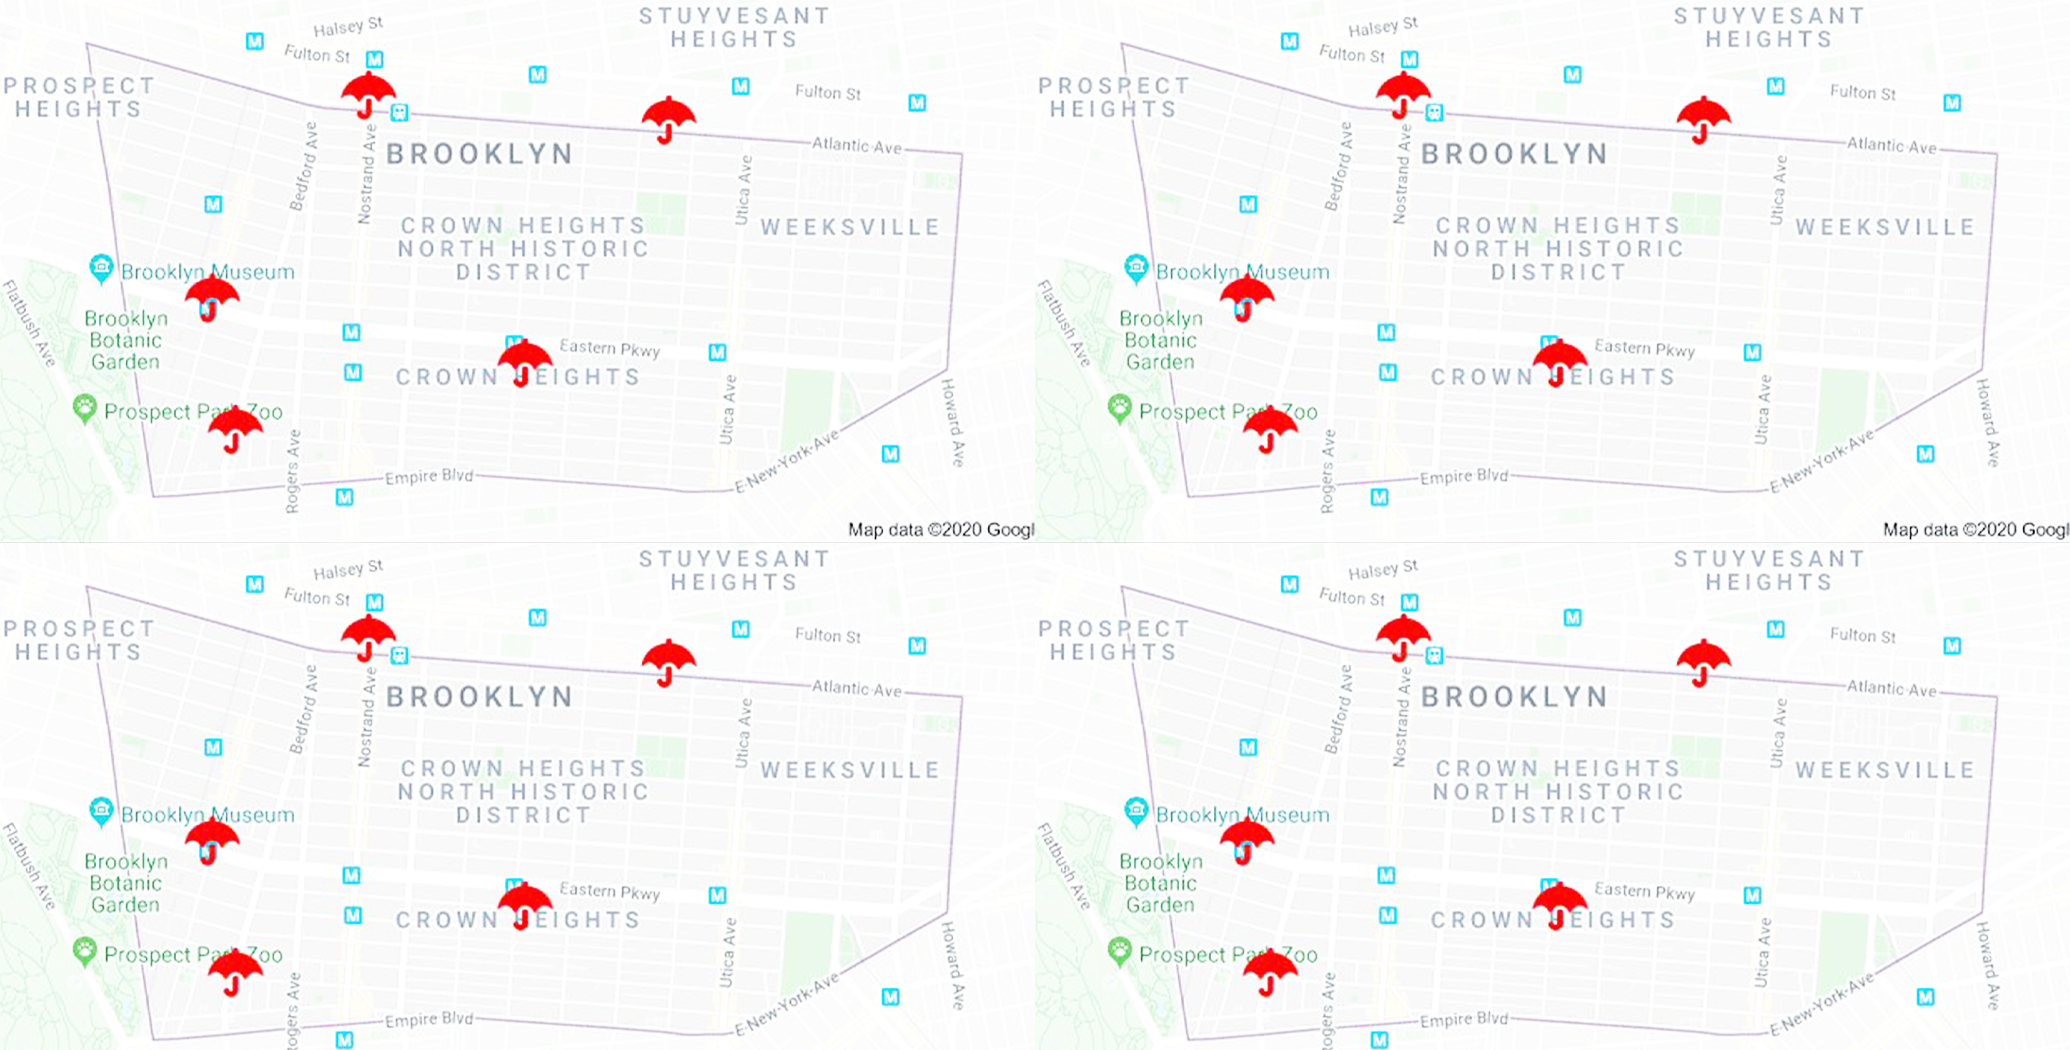 Halsey St
STUYVESANT
HEIGHTS
Fulton St
M
M
M
M
M
PROSPECT
HEIGHTS
Fulton St
Atlantic Ave
BROOKLYN
Bedford Ave
Nostrand Ave
Utica Ave
M
CROWN HEIGHTS
NORTH HISTORIC
DISTRICT
WEEKSVILLE
Brooklyn Museum
Flatbush Ave
Brooklyn
Botanic
Garden
M
M
Eastern Pkwy
M
CROWN EIGHTS
Prospect Park Zoo
Utica Ave
Howard Ave
Rogers Ave
E New York Ave
M
Empire Blvd
M
Map data ©2020 Googl
Halsey St
STUYVESANT
HEIGHTS
Fulton St
M
M
M
M
M
PROSPECT
HEIGHTS
Fulton St
Atlantic Ave
BROOKLYN
Bedford Ave
Nostrand Ave
Utica Ave
M
CROWN HEIGHTS
NORTH HISTORIC
DISTRICT
WEEKSVILLE
Brooklyn Museum
Flatbush Ave
Brooklyn
Botanic
Garden
M
M
Eastern Pkwy
M
CROWN EIGHTS
Prospect Park Zoo
Utica Ave
Howard Ave
Rogers Ave
E New York Ave
M
Empire Blvd
M
Map data ©2020 Googl
Halsey St
STUYVESANT
HEIGHTS
Fulton St
M
M
M
M
M
PROSPECT
HEIGHTS
Fulton St
Atlantic Ave
BROOKLYN
Bedford Ave
Nostrand Ave
Utica Ave
M
CROWN HEIGHTS
NORTH HISTORIC
DISTRICT
WEEKSVILLE
Brooklyn Museum
Flatbush Ave
Brooklyn
Botanic
Garden
M
M
Eastern Pkwy
M
CROWN EIGHTS
Prospect Park Zoo
Utica Ave
Howard Ave
ogers Ave
E New York Ave
M
Empire Blvd
M
Halsey St
STUYVESANT
HEIGHTS
Fulton St
M
M
M
M
M
PROSPECT
HEIGHTS
Fulton St
Atlantic Ave
BROOKLYN
Bedford Ave
Nostrand Ave
Utica Ave
M
CROWN HEIGHTS
NORTH HISTORIC
DISTRICT
WEEKSVILLE
Brooklyn Museum
Flatbush Ave
Brooklyn
Botanic
Garden
M
M
Eastern Pkwy
M
CROWN EIGHTS
Prospect Park Zoo
Utica Ave
Howard Ave
ogers Ave
E New York Ave
M
Empire Blvd
M